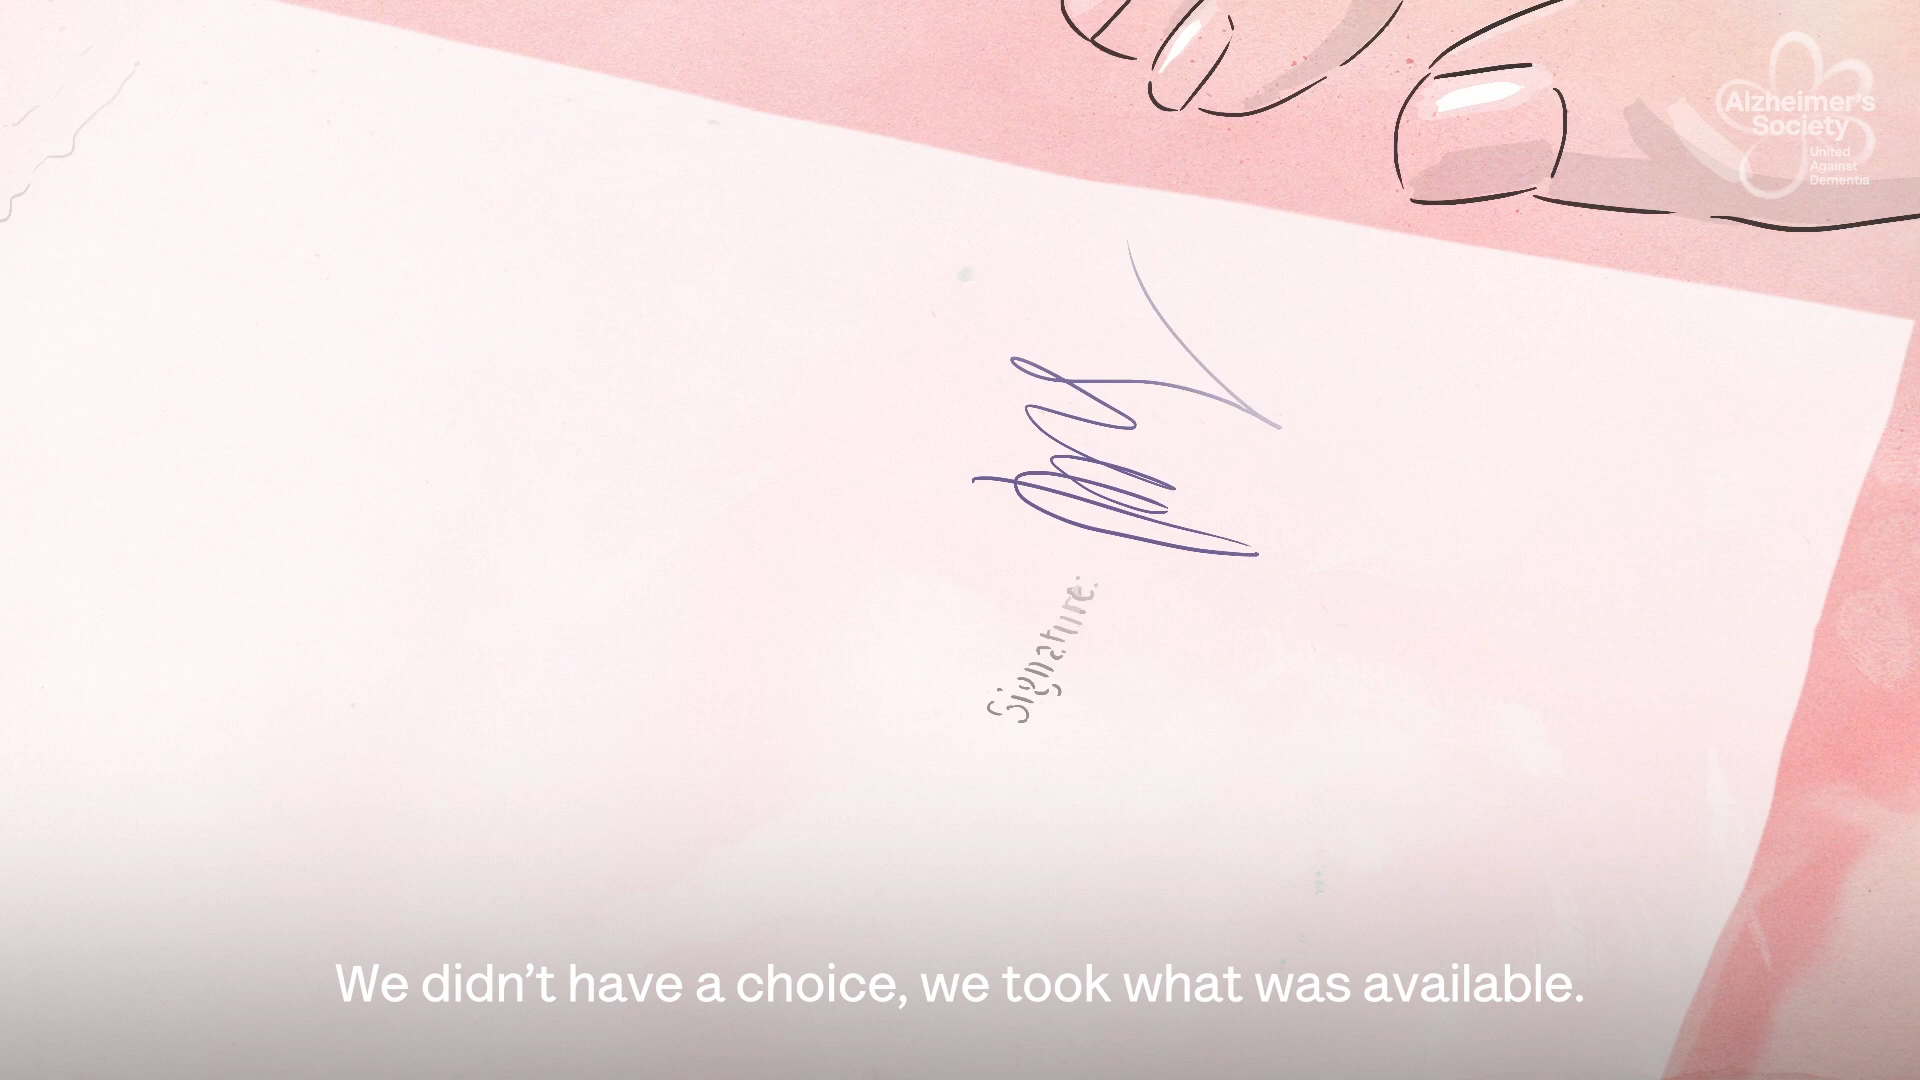 Alzheimer's
Society
United
Against
Dementia
Signature:
We didn’t have a choice, we took what was available.